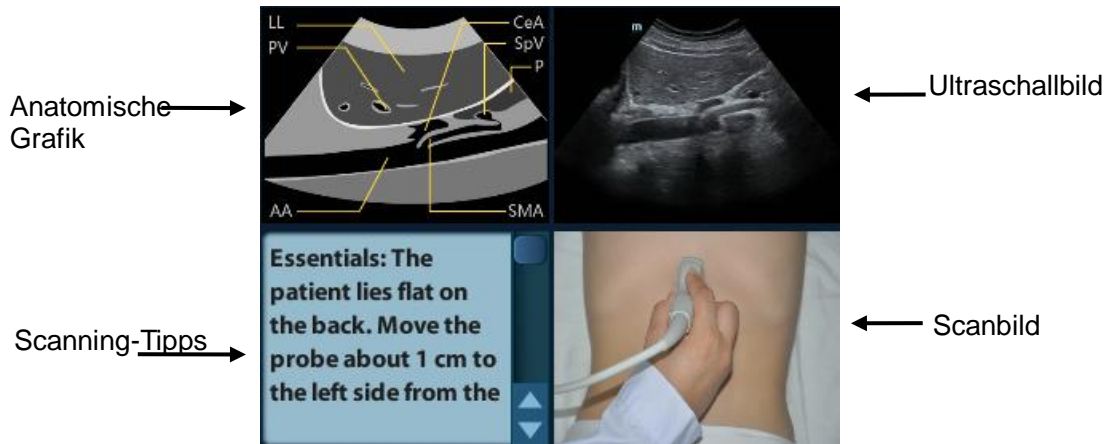 LL
CeA
PV
SpV
P
m
Anatomische
Grafik
Ultraschallbild
AA
SMA
Essentials: The
patient lies flat on
the back. Move the
probe about 1 cm to
the left side from the
Scanning-Tipps
Scanbild